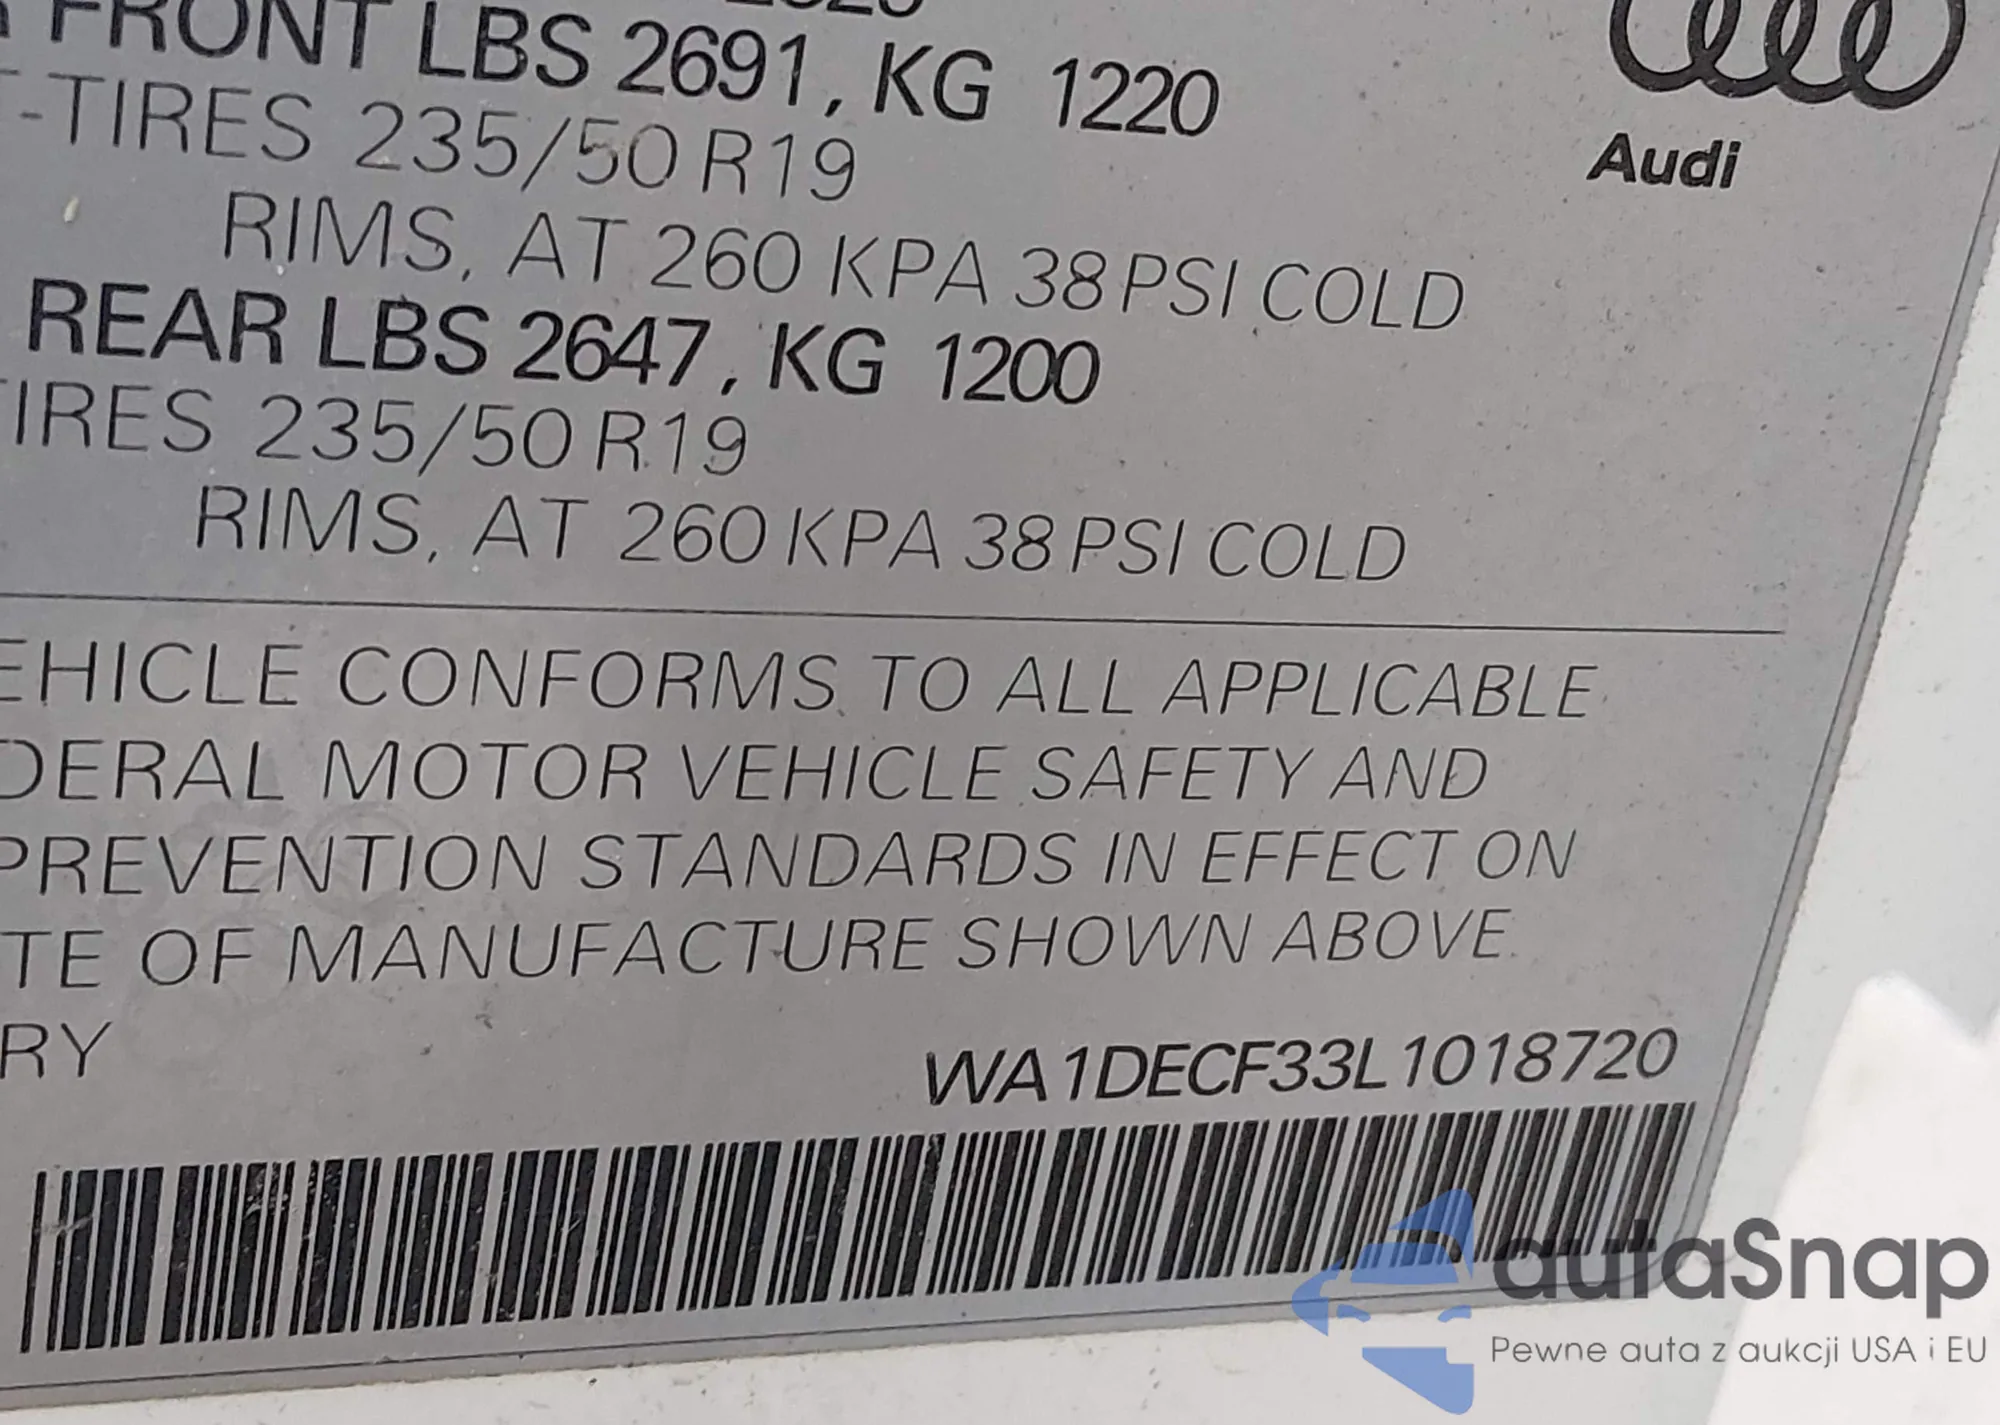 FRONT LBS 2691, KG 1220
T-TIRES 235/50 R19
RIMS, AT 260 KPA 38 PSI COLD
REAR LBS 2647, KG 1200
TIRES 235/50 R19
RIMS, AT 260 KPA 38 PSI COLD
Audi
EHICLE CONFORMS TO ALL APPLICABLE
DERAL MOTOR VEHICLE SAFETY AND
PREVENTION STANDARDS IN EFFECT ON
TE OF MANUFACTURE SHOWN ABOVE.
RY
WA1DECF33L1018720
autaSnap
Pewne auta z aukcji USA i EU